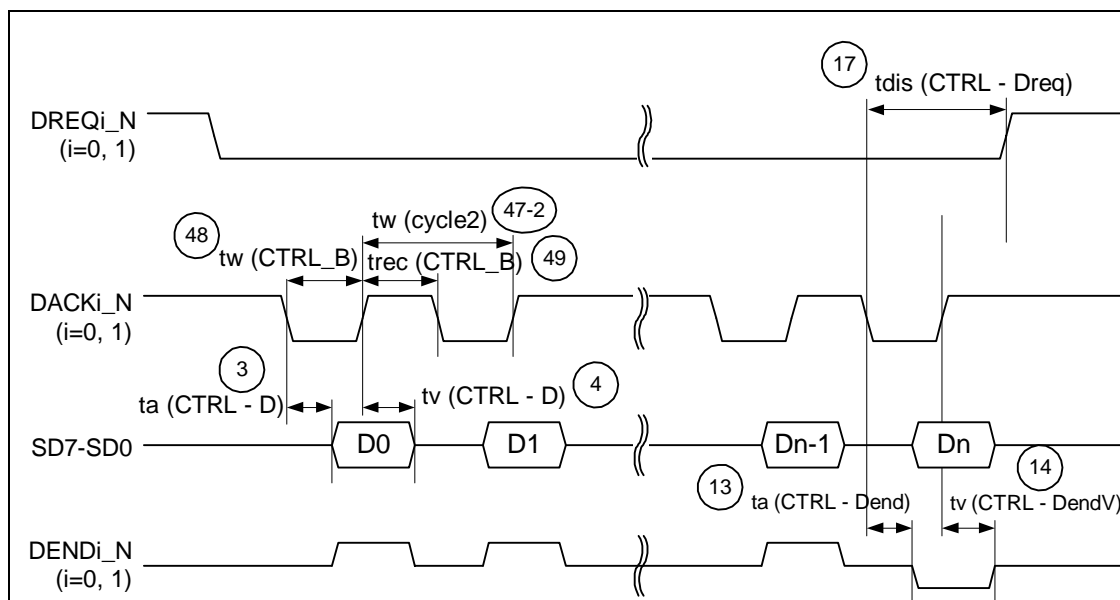 17
tdis (CTRL - Dreq)
DREQi_N
(i=0, 1)
47-2
tw (cycle2)
48
tw (CTRL_B)
trec (CTRL_B)
49
DACKi_N
(i=0, 1)
3
ta (CTRL - D)
tv (CTRL - D)
4
SD7-SD0
D0
D1
Dn-1
Dn
13
ta (CTRL - Dend)
14
tv (CTRL - DendV)
DENDi_N
(i=0, 1)